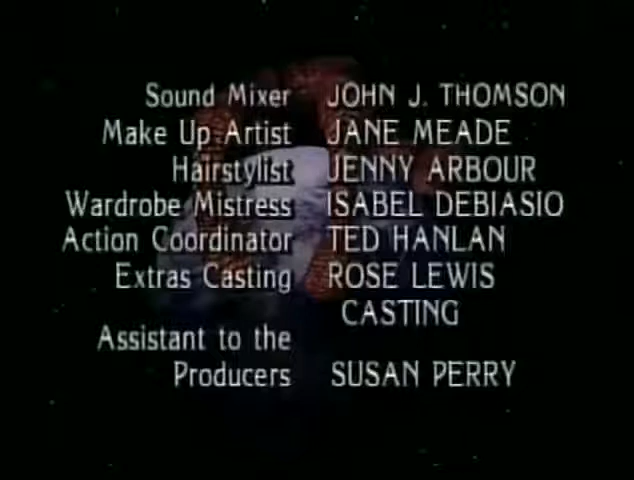 Sound Mixer JOHN J. THOMSON
Make Up Artist JANE MEADE
Hairstylist JENNY ARBOUR
Wardrobe Mistress ISABEL DEBIASIO
Action Coordinator TED HANLAN
Extras Casting ROSE LEWIS
CASTING
Assistant to the
Producers SUSAN PERRY